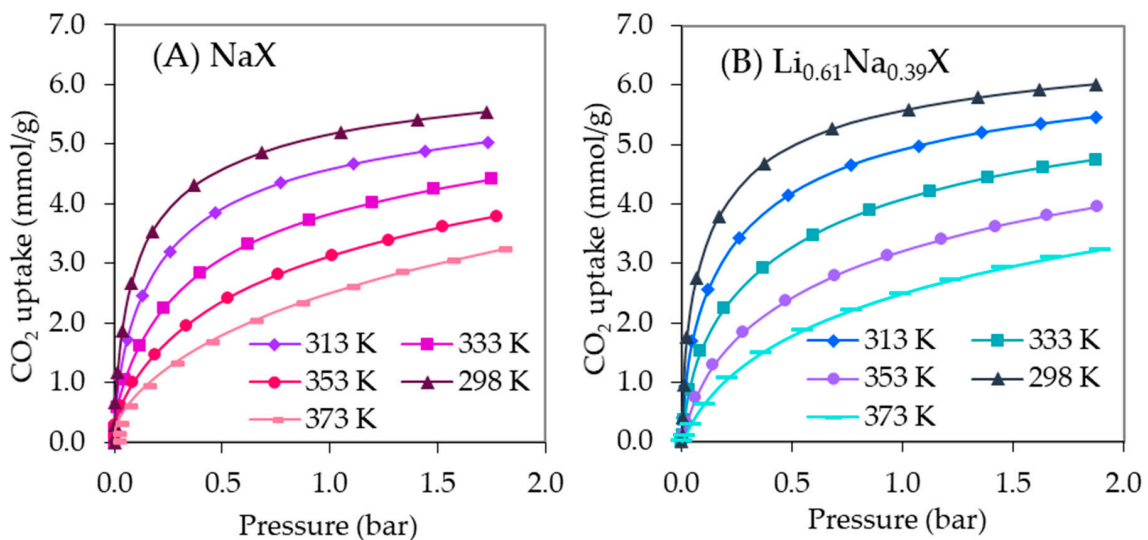 (A) NaX
CO₂ uptake (mmol/g)
7.0
6.0
5.0
4.0
3.0
2.0
1.0
0.0
313 K
333 K
353 K
298 K
373 K
0.0 0.5 1.0 1.5 2.0
Pressure (bar)
(B) Li₀.₆₁Na₀.₃₉X
CO₂ uptake (mmol/g)
7.0
6.0
5.0
4.0
3.0
2.0
1.0
0.0
313 K
333 K
353 K
298 K
373 K
0.0 0.5 1.0 1.5 2.0
Pressure (bar)